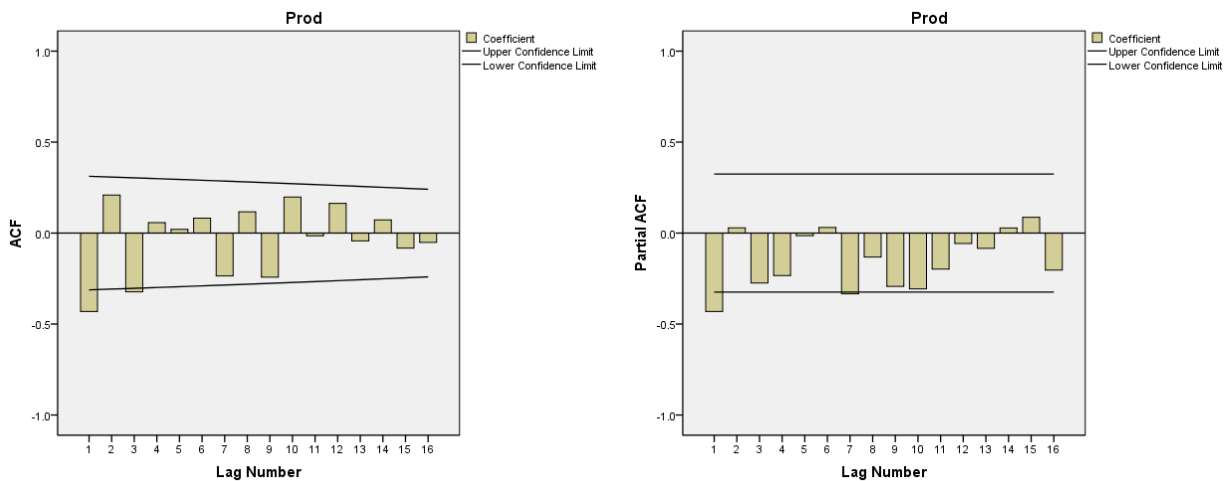 Prod
Coefficient
Upper Confidence Limit
Lower Confidence Limit
1.0
0.5
0.0
-0.5
-1.0
ACF
1 2 3 4 5 6 7 8 9 10 11 12 13 14 15 16
Lag Number
Prod
Coefficient
Upper Confidence Limit
Lower Confidence Limit
1.0
0.5
0.0
-0.5
-1.0
Partial ACF
1 2 3 4 5 6 7 8 9 10 11 12 13 14 15 16
Lag Number